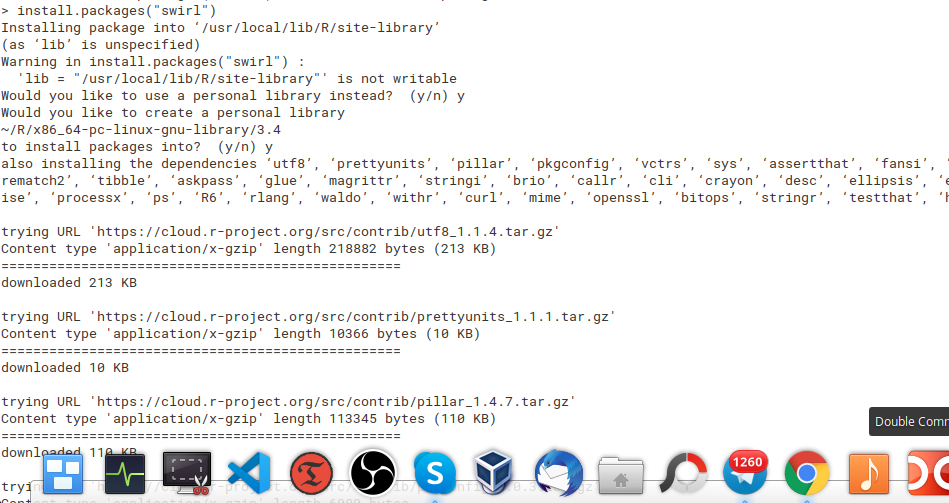 > install.packages("swirl")
Installing package into ‘/usr/local/lib/R/site-library’
(as ‘lib’ is unspecified)
Warning in install.packages("swirl") :
  'lib = "/usr/local/lib/R/site-library"' is not writable
Would you like to use a personal library instead?  (y/n) y
Would you like to create a personal library
~/R/x86_64-pc-linux-gnu-library/3.4
to install packages into?  (y/n) y
also installing the dependencies ‘utf8’, ‘prettyunits’, ‘pillar’, ‘pkgconfig’, ‘vctrs’, ‘sys’, ‘assertthat’, ‘fansi’, ‘
rematch2’, ‘tibble’, ‘askpass’, ‘glue’, ‘magrittr’, ‘stringi’, ‘brio’, ‘callr’, ‘cli’, ‘crayon’, ‘desc’, ‘ellipsis’, ‘e
ise’, ‘processx’, ‘ps’, ‘R6’, ‘rlang’, ‘waldo’, ‘withr’, ‘curl’, ‘mime’, ‘openssl’, ‘bitops’, ‘stringr’, ‘testthat’, ‘h
trying URL 'https://cloud.r-project.org/src/contrib/utf8_1.1.4.tar.gz'
Content type 'application/x-gzip' length 218882 bytes (213 KB)
==================================================
downloaded 213 KB
trying URL 'https://cloud.r-project.org/src/contrib/prettyunits_1.1.1.tar.gz'
Content type 'application/x-gzip' length 10366 bytes (10 KB)
==================================================
downloaded 10 KB
trying URL 'https://cloud.r-project.org/src/contrib/pillar_1.4.7.tar.gz'
Content type 'application/x-gzip' length 113345 bytes (110 KB)
==================================================
Double Comm
downloaded 110 KB
1260